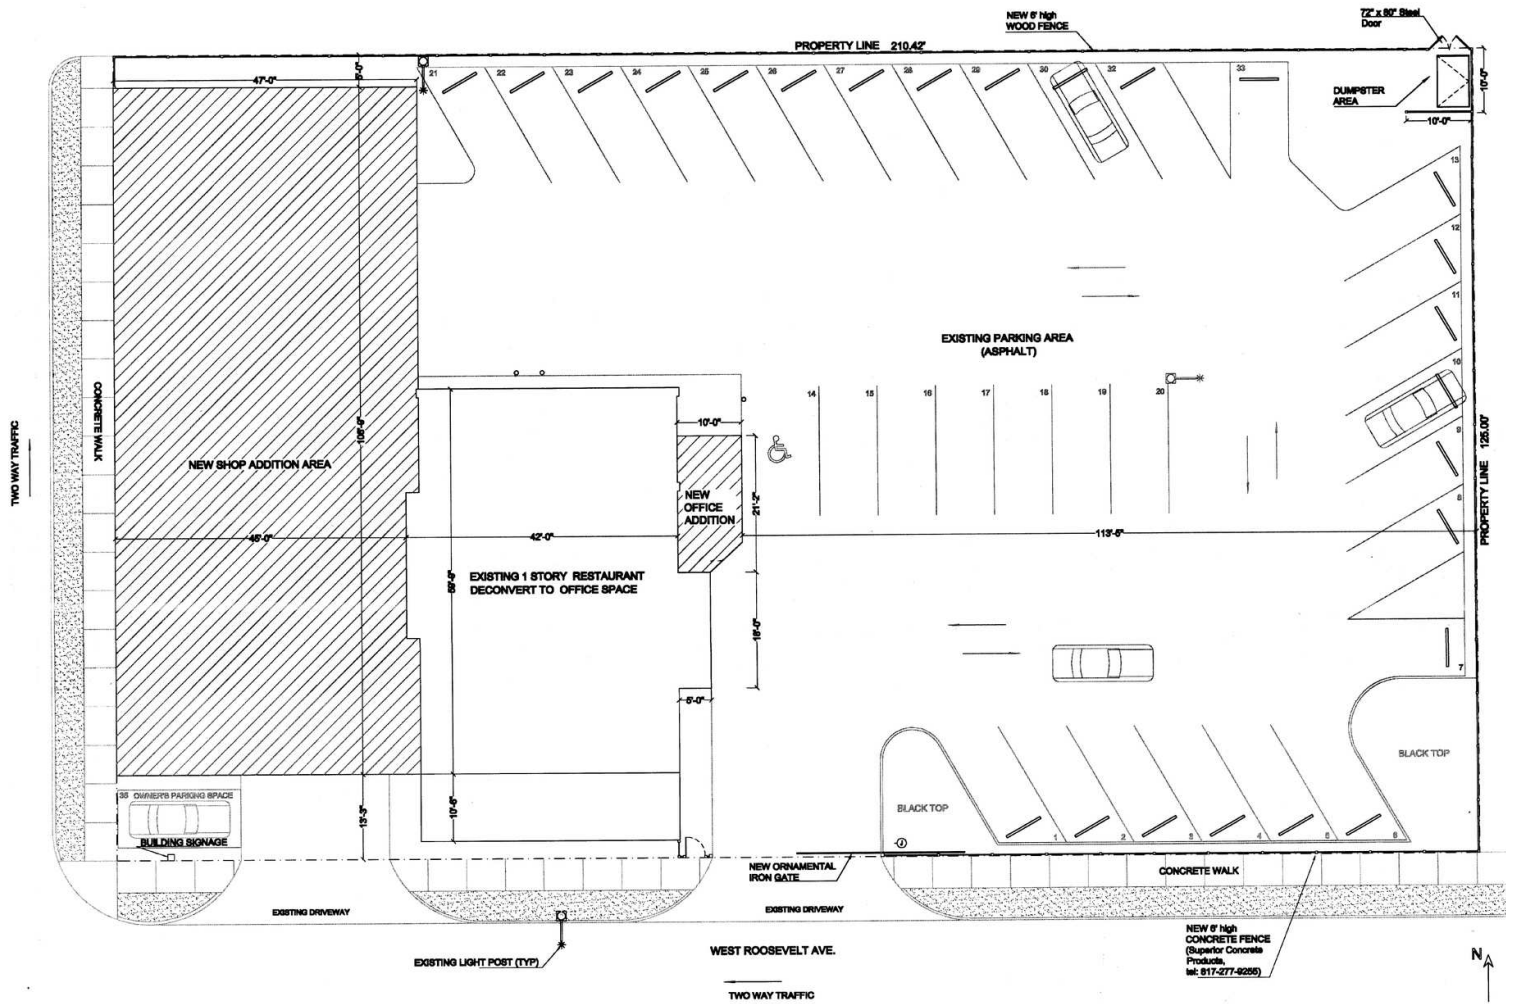 NEW 6' high
WOOD FENCE
72" x 80" Steel
Door
PROPERTY LINE 210.42'
21
22
23
24
25
26
27
28
29
30
32
33
47'-0"
DUMPSTER
AREA
10'-0"
10'-0"
13
12
11
10
9
8
7
EXISTING PARKING AREA
(ASPHALT)
14
15
16
17
18
19
20
TWO WAY TRAFFIC
CONCRETE WALK
NEW SHOP ADDITION AREA
10'-0"
NEW
OFFICE
ADDITION
21'-2"
PROPERTY LINE 125.00'
45'-0"
42'-0"
113'-5"
EXISTING 1 STORY RESTAURANT
DECONVERT TO OFFICE SPACE
18'-0"
5'-0"
BLACK TOP
BLACK TOP
35 OWNER'S PARKING SPACE
BUILDING SIGNAGE
13'-3"
10'-6"
1
2
3
4
5
6
NEW ORNAMENTAL
IRON GATE
CONCRETE WALK
EXISTING DRIVEWAY
EXISTING DRIVEWAY
NEW 6' high
CONCRETE FENCE
(Superior Concrete
Products,
tel: 817-277-9255)
EXISTING LIGHT POST (TYP)
WEST ROOSEVELT AVE.
TWO WAY TRAFFIC
N